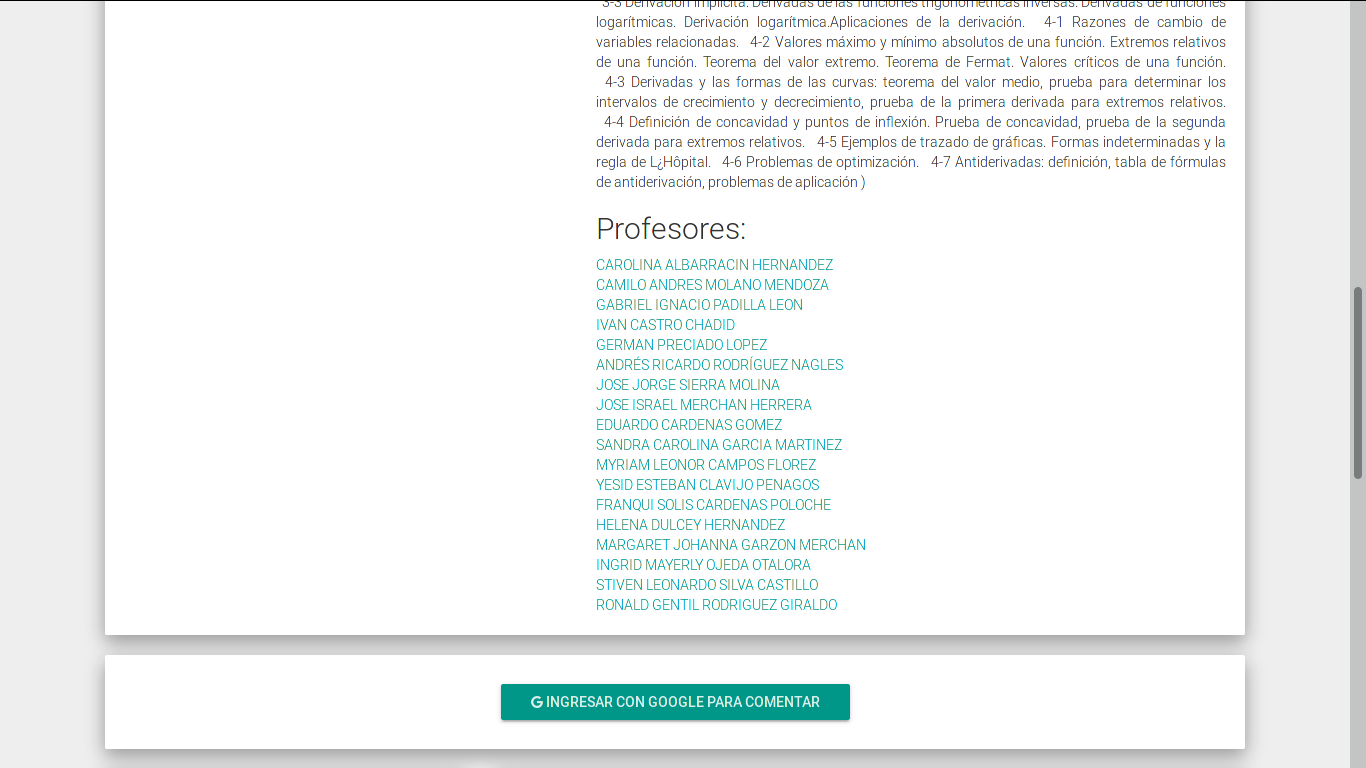 3-3 Derivación implícita. Derivadas de las funciones trigonométricas inversas. Derivadas de funciones
logarítmicas. Derivación logarítmica.Aplicaciones de la derivación. 4-1 Razones de cambio de
variables relacionadas. 4-2 Valores máximo y mínimo absolutos de una función. Extremos relativos
de una función. Teorema del valor extremo. Teorema de Fermat. Valores críticos de una función.
4-3 Derivadas y las formas de las curvas: teorema del valor medio, prueba para determinar los
intervalos de crecimiento y decrecimiento, prueba de la primera derivada para extremos relativos.
4-4 Definición de concavidad y puntos de inflexión. Prueba de concavidad, prueba de la segunda
derivada para extremos relativos. 4-5 Ejemplos de trazado de gráficas. Formas indeterminadas y la
regla de L¿Hôpital. 4-6 Problemas de optimización. 4-7 Antiderivadas: definición, tabla de fórmulas
de antiderivación, problemas de aplicación )
Profesores:
CAROLINA ALBARRACIN HERNANDEZ
CAMILO ANDRES MOLANO MENDOZA
GABRIEL IGNACIO PADILLA LEON
IVAN CASTRO CHADID
GERMAN PRECIADO LOPEZ
ANDRÉS RICARDO RODRÍGUEZ NAGLES
JOSE JORGE SIERRA MOLINA
JOSE ISRAEL MERCHAN HERRERA
EDUARDO CARDENAS GOMEZ
SANDRA CAROLINA GARCIA MARTINEZ
MYRIAM LEONOR CAMPOS FLOREZ
YESID ESTEBAN CLAVIJO PENAGOS
FRANQUI SOLIS CARDENAS POLOCHE
HELENA DULCEY HERNANDEZ
MARGARET JOHANNA GARZON MERCHAN
INGRID MAYERLY OJEDA OTALORA
STIVEN LEONARDO SILVA CASTILLO
RONALD GENTIL RODRIGUEZ GIRALDO
INGRESAR CON GOOGLE PARA COMENTAR